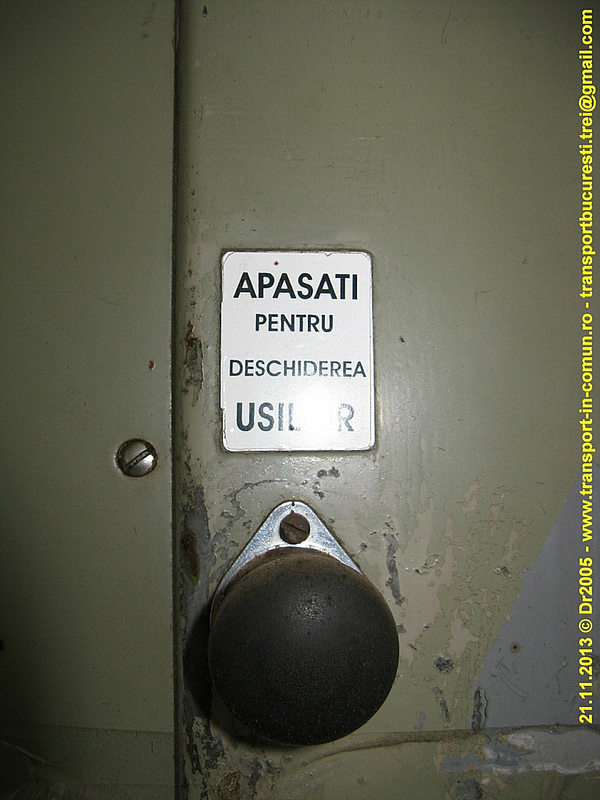 APASATI
PENTRU
DESCHIDEREA
21.11.2013 © Dr2005 - www.transport-in-comun.ro - transportbucuresti.trei@gmail.com